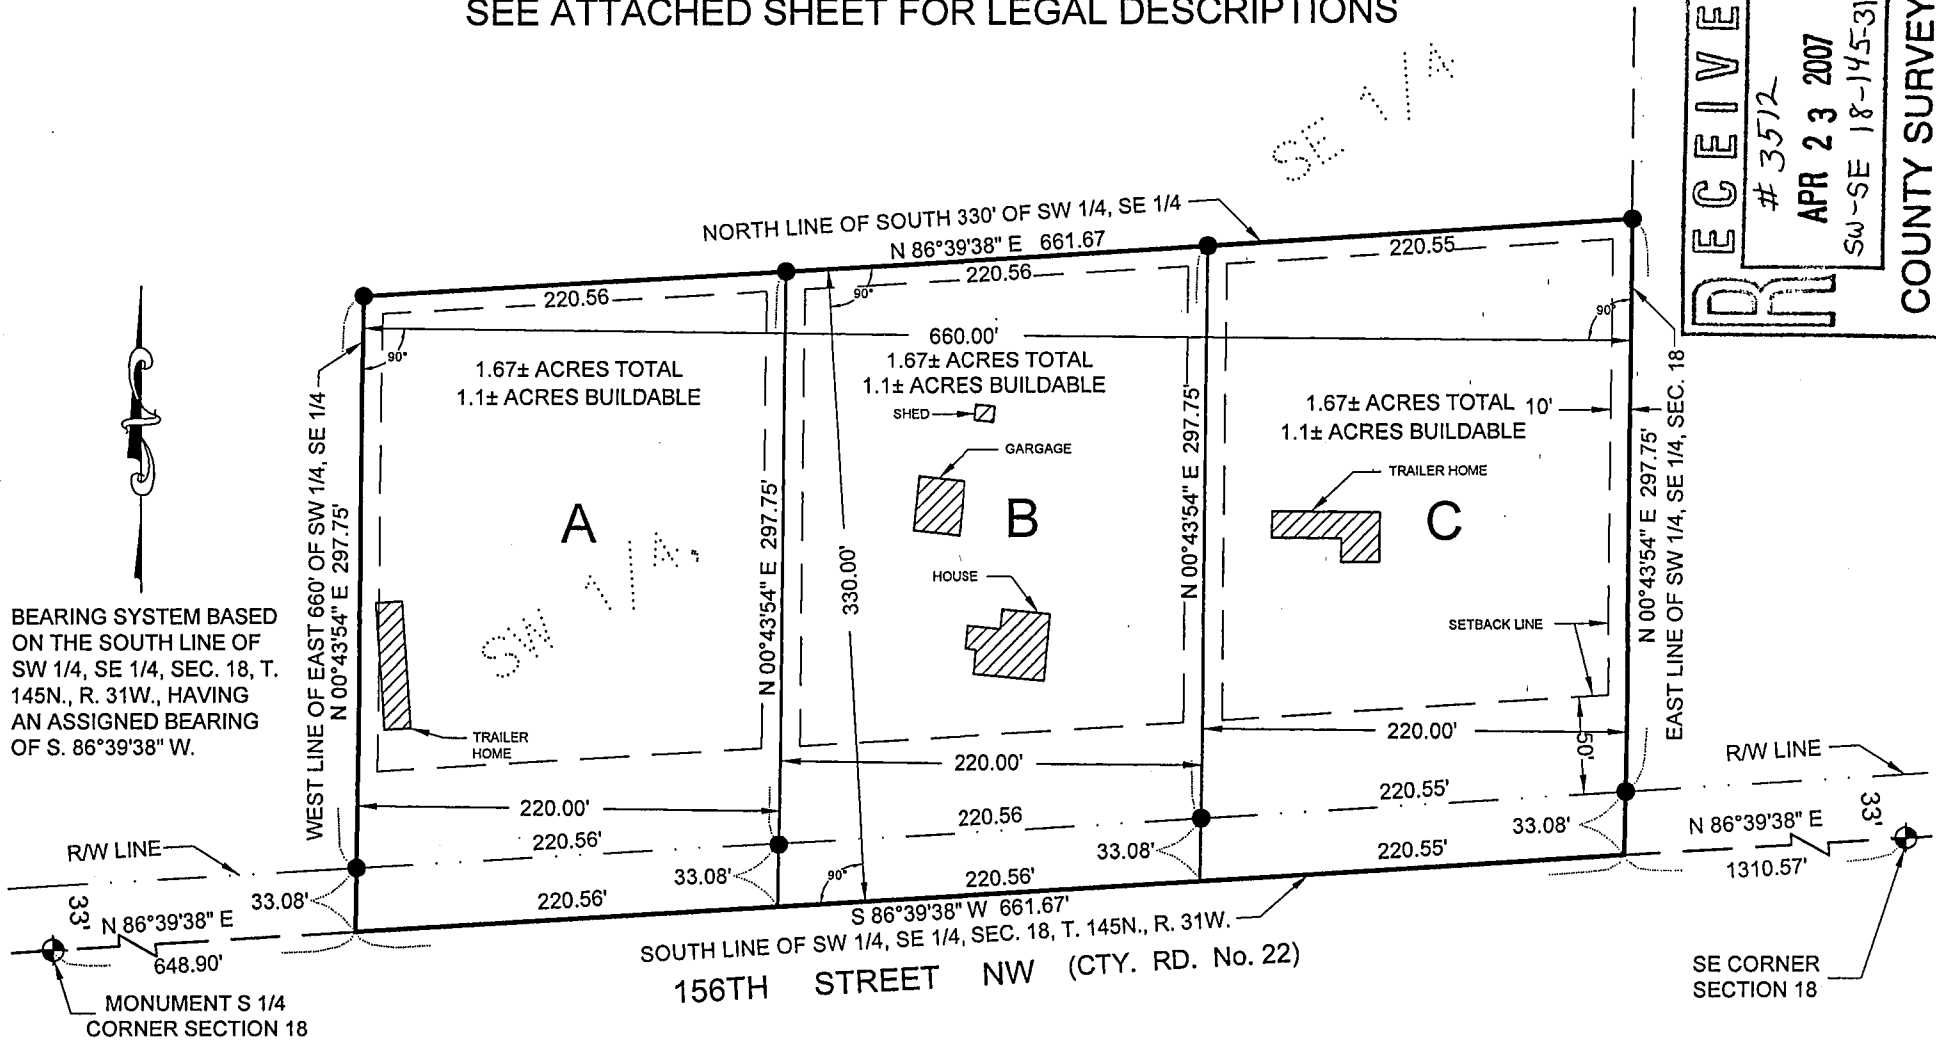 SEE ATTACHED SHEET FOR LEGAL DESCRIPTIONS
RECEIVE
# 3512
APR 23 2007
SW-SE 18-145-31
COUNTY SURVEY
SE 1/4
NORTH LINE OF SOUTH 330' OF SW 1/4, SE 1/4
N 86°39'38" E 661.67
220.56
220.56
220.55
90°
90°
90°
660.00'
1.67± ACRES TOTAL
1.1± ACRES BUILDABLE
1.67± ACRES TOTAL
1.1± ACRES BUILDABLE
1.67± ACRES TOTAL
1.1± ACRES BUILDABLE
10'
SHED
GARGAGE
TRAILER HOME
A
B
C
SW 1/4
HOUSE
330.00'
SETBACK LINE
TRAILER
HOME
WEST LINE OF EAST 660' OF SW 1/4, SE 1/4
N 00°43'54" E 297.75'
N 00°43'54" E 297.75'
N 00°43'54" E 297.75'
N 00°43'54" E 297.75'
EAST LINE OF SW 1/4, SE 1/4, SEC. 18
BEARING SYSTEM BASED
ON THE SOUTH LINE OF
SW 1/4, SE 1/4, SEC. 18, T.
145N., R. 31W., HAVING
AN ASSIGNED BEARING
OF S. 86°39'38" W.
220.00'
220.00'
220.00'
50'
R/W LINE
R/W LINE
220.56'
220.56
220.55'
33.08'
33.08'
33.08'
33.08'
33'
33'
N 86°39'38" E
648.90'
N 86°39'38" E
1310.57'
220.56'
90°
220.56'
220.55'
S 86°39'38" W 661.67'
SOUTH LINE OF SW 1/4, SE 1/4, SEC. 18, T. 145N., R. 31W.
156TH STREET NW (CTY. RD. No. 22)
MONUMENT S 1/4
CORNER SECTION 18
SE CORNER
SECTION 18